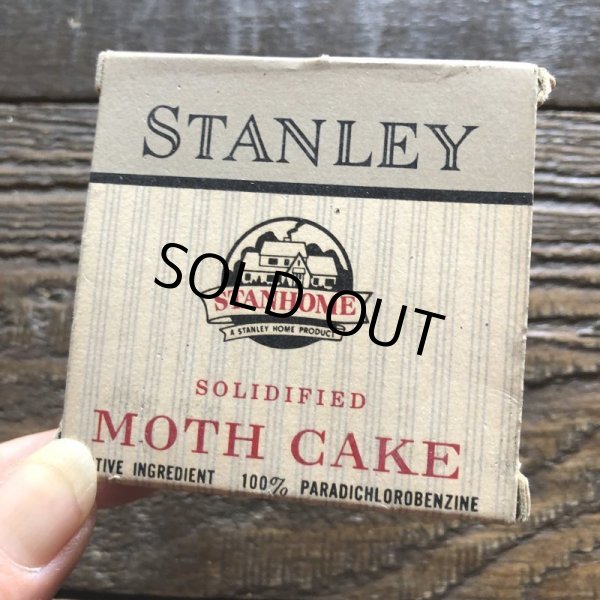 STANLEY
STANHOME
A STANLEY HOME PRODUCT
SOLD OUT
SOLIDIFIED
MOTH CAKE
TIVE INGREDIENT 100% PARADICHLOROBENZINE